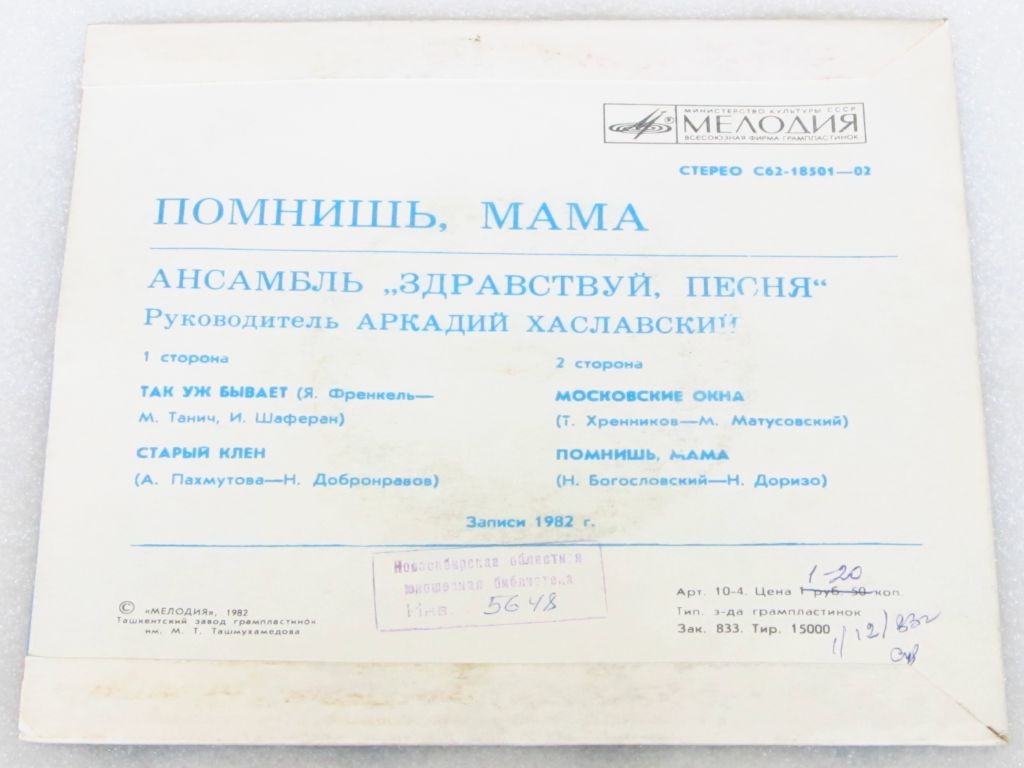 МИНИСТЕРСТВО КУЛЬТУРЫ СССР
МЕЛОДИЯ
ВСЕСОЮЗНАЯ ФИРМА ГРАМПЛАСТИНОК
СТЕРЕО С62-18501—02
ПОМНИШЬ, МАМА
АНСАМБЛЬ „ЗДРАВСТВУЙ, ПЕСНЯ“
Руководитель АРКАДИЙ ХАСЛАВСКИЙ
1 сторона
ТАК УЖ БЫВАЕТ (Я. Френкель—
М. Танич, И. Шаферан)
СТАРЫЙ КЛЕН
(А. Пахмутова—Н. Добронравов)
2 сторона
МОСКОВСКИЕ ОКНА
(Т. Хренников—М. Матусовский)
ПОМНИШЬ, МАМА
(Н. Богословский—Н. Доризо)
Записи 1982 г.
Новосибирская областная
юношеская библиотека
Инв. 5648
© «МЕЛОДИЯ», 1982
Ташкентский завод грампластинок
им. М. Т. Ташмухамедова
1-20
Арт. 10-4. Цена 1 руб. 50 коп.
Тип. з-да грампластинок
Зак. 833. Тир. 15000
1/12/83г